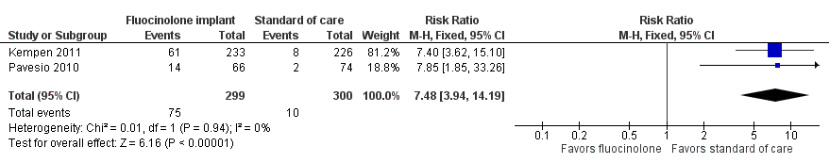 Fluocinolone implant Standard of care Risk Ratio Risk Ratio
Study or Subgroup Events Total Events Total Weight M-H, Fixed, 95% CI M-H, Fixed, 95% CI
Kempen 2011 61 233 8 226 81.2% 7.40 [3.62, 15.10]
Pavesio 2010 14 66 2 74 18.8% 7.85 [1.85, 33.26]
Total (95% CI) 299 300 100.0% 7.48 [3.94, 14.19]
Total events 75 10
Heterogeneity: Chi² = 0.01, df = 1 (P = 0.94); I² = 0%
Test for overall effect: Z = 6.16 (P < 0.00001)
0.1 0.2 0.5 1 2 5 10
Favors fluocinolone Favors standard of care